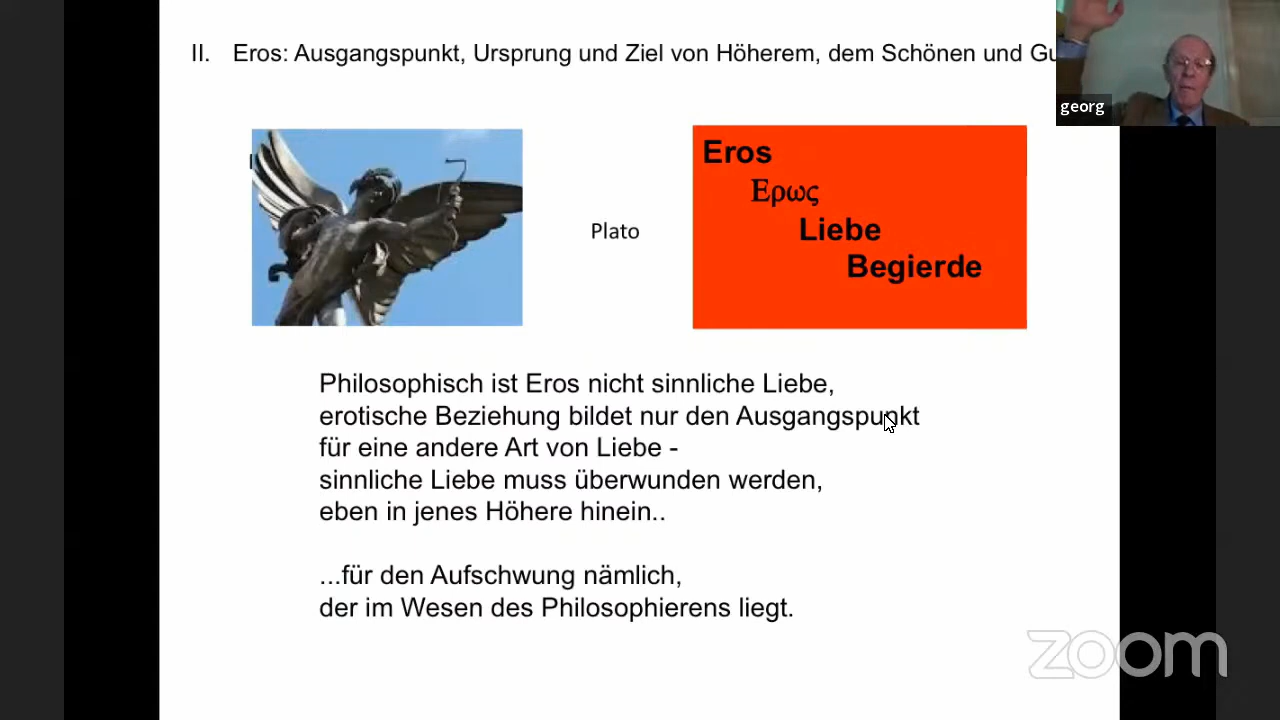 II. Eros: Ausgangspunkt, Ursprung und Ziel von Höherem, dem Schönen und
georg
Eros
Ερως
Plato
Liebe
Begierde
Philosophisch ist Eros nicht sinnliche Liebe,
erotische Beziehung bildet nur den Ausgangspunkt
für eine andere Art von Liebe -
sinnliche Liebe muss überwunden werden,
eben in jenes Höhere hinein..
...für den Aufschwung nämlich,
der im Wesen des Philosophierens liegt.
zoom